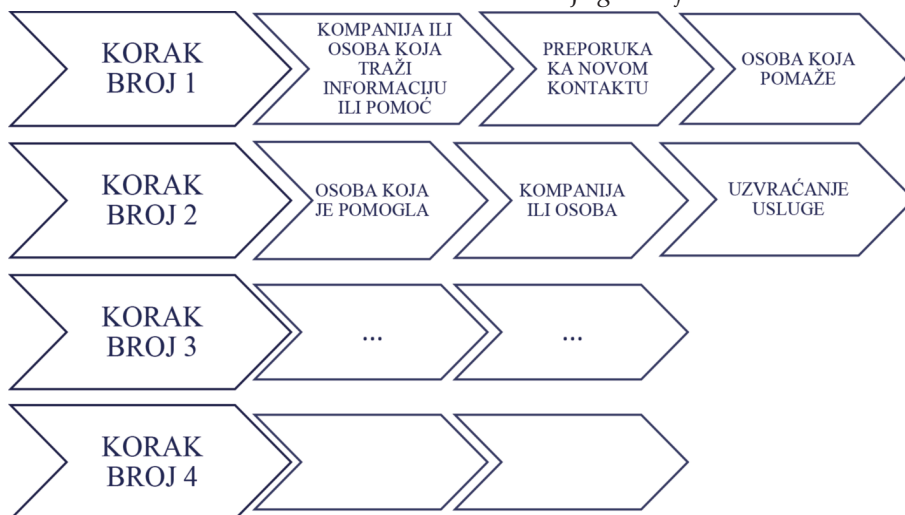 KORAK
BROJ 1
KOMPANIJA ILI
OSOBA KOJA
TRAŽI
INFORMACIJU
ILI POMOĆ
PREPORUKA
KA NOVOM
KONTAKTU
OSOBA KOJA
POMAŽE
KORAK
BROJ 2
OSOBA KOJA
JE POMOGLA
KOMPANIJA
ILI OSOBA
UZVRAĆANJE
USLUGE
KORAK
BROJ 3
...
...
KORAK
BROJ 4